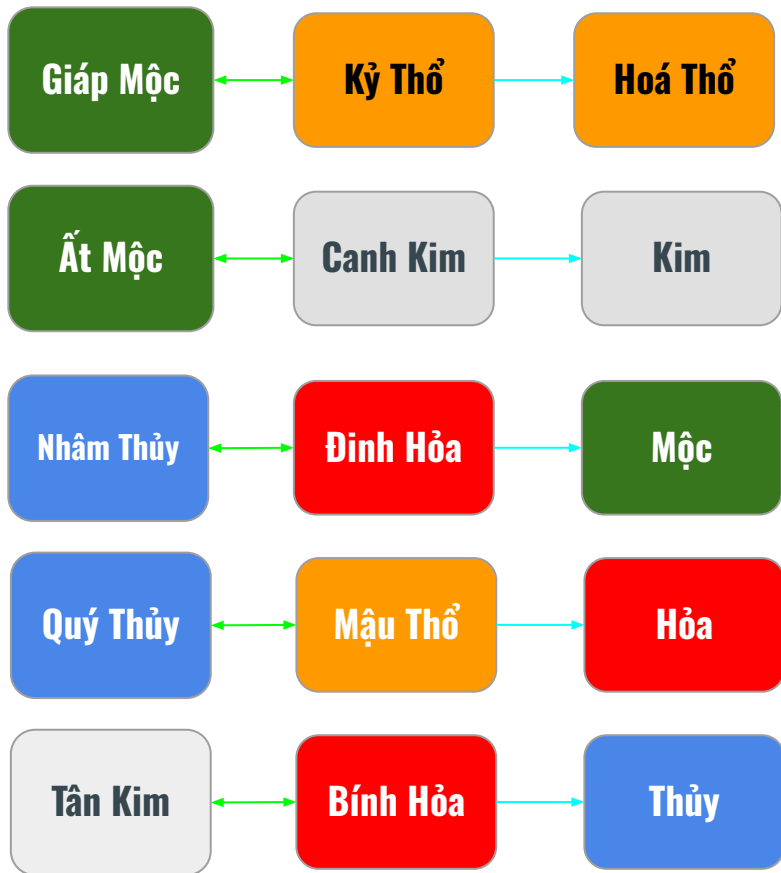 Giáp Mộc
Kỷ Thổ
Hoá Thổ
Ất Mộc
Canh Kim
Kim
Nhâm Thủy
Đinh Hỏa
Mộc
Quý Thủy
Mậu Thổ
Hỏa
Tân Kim
Bính Hỏa
Thủy